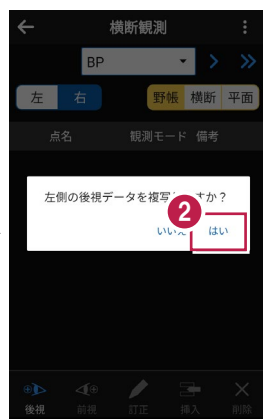 横断観測
BP
左 右 野帳 横断 平面
点名 観測モード 備考
左側の後視データを複写 すか？
2
いいえ はい
後視 前視 訂正 挿入 削除